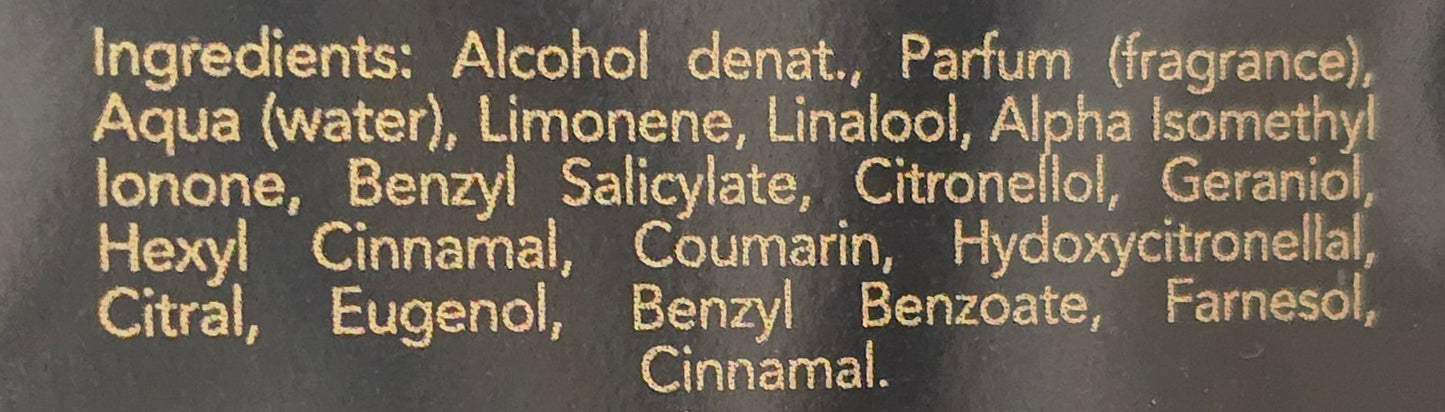 Ingredients: Alcohol denat., Parfum (fragrance),
Aqua (water), Limonene, Linalool, Alpha Isomethyl
Ionone, Benzyl Salicylate, Citronellol, Geraniol,
Hexyl Cinnamal, Coumarin, Hydoxycitronellal,
Citral, Eugenol, Benzyl Benzoate, Farnesol,
Cinnamal.